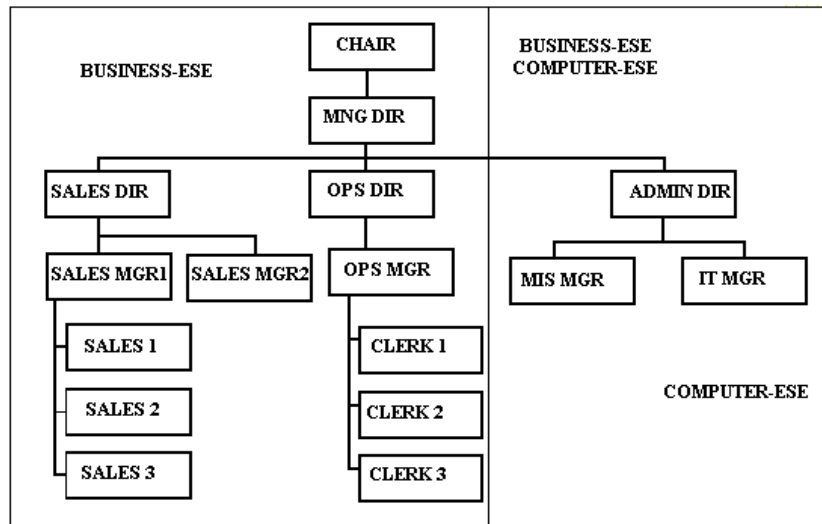 CHAIR
BUSINESS-ESE
BUSINESS-ESE
COMPUTER-ESE
MNG DIR
SALES DIR
OPS DIR
ADMIN DIR
SALES MGR1
SALES MGR2
OPS MGR
MIS MGR
IT MGR
SALES 1
CLERK 1
COMPUTER-ESE
SALES 2
CLERK 2
SALES 3
CLERK 3